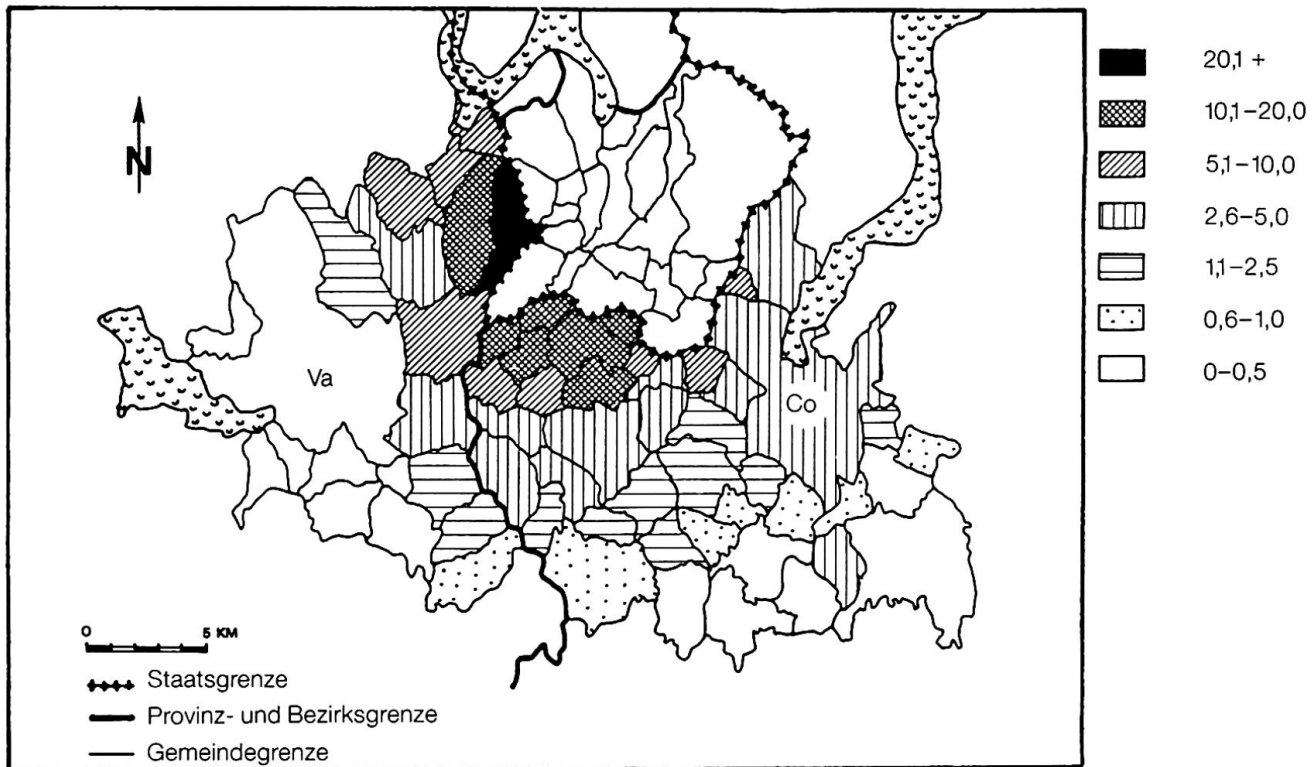 N
Va
Co
0 5 KM
Staatsgrenze
Provinz- und Bezirksgrenze
Gemeindegrenze
20,1 +
10,1–20,0
5,1–10,0
2,6–5,0
1,1–2,5
0,6–1,0
0–0,5